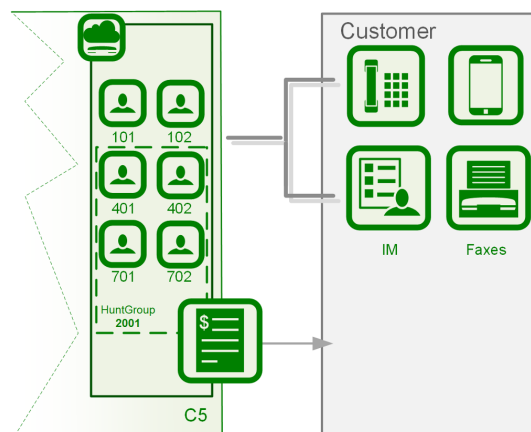 Customer
101 102
401 402
701 702
HuntGroup
2001
$
C5
IM
Faxes